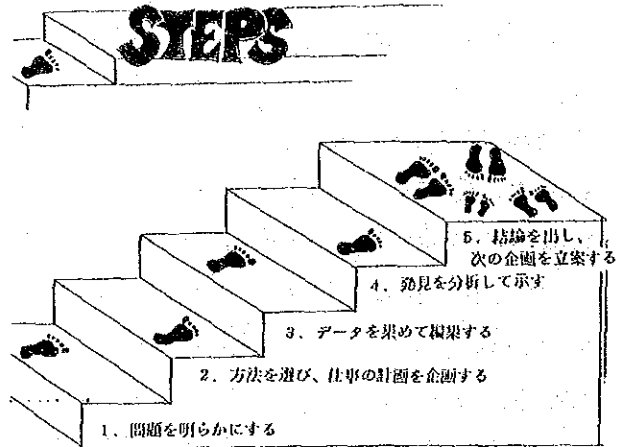 STEPS
5. 結論を出し、
次の企画を立案する
4. 発見を分析して示す
3. データを集めて編集する
2. 方法を選び、仕事の計画を企画する
1. 問題を明らかにする